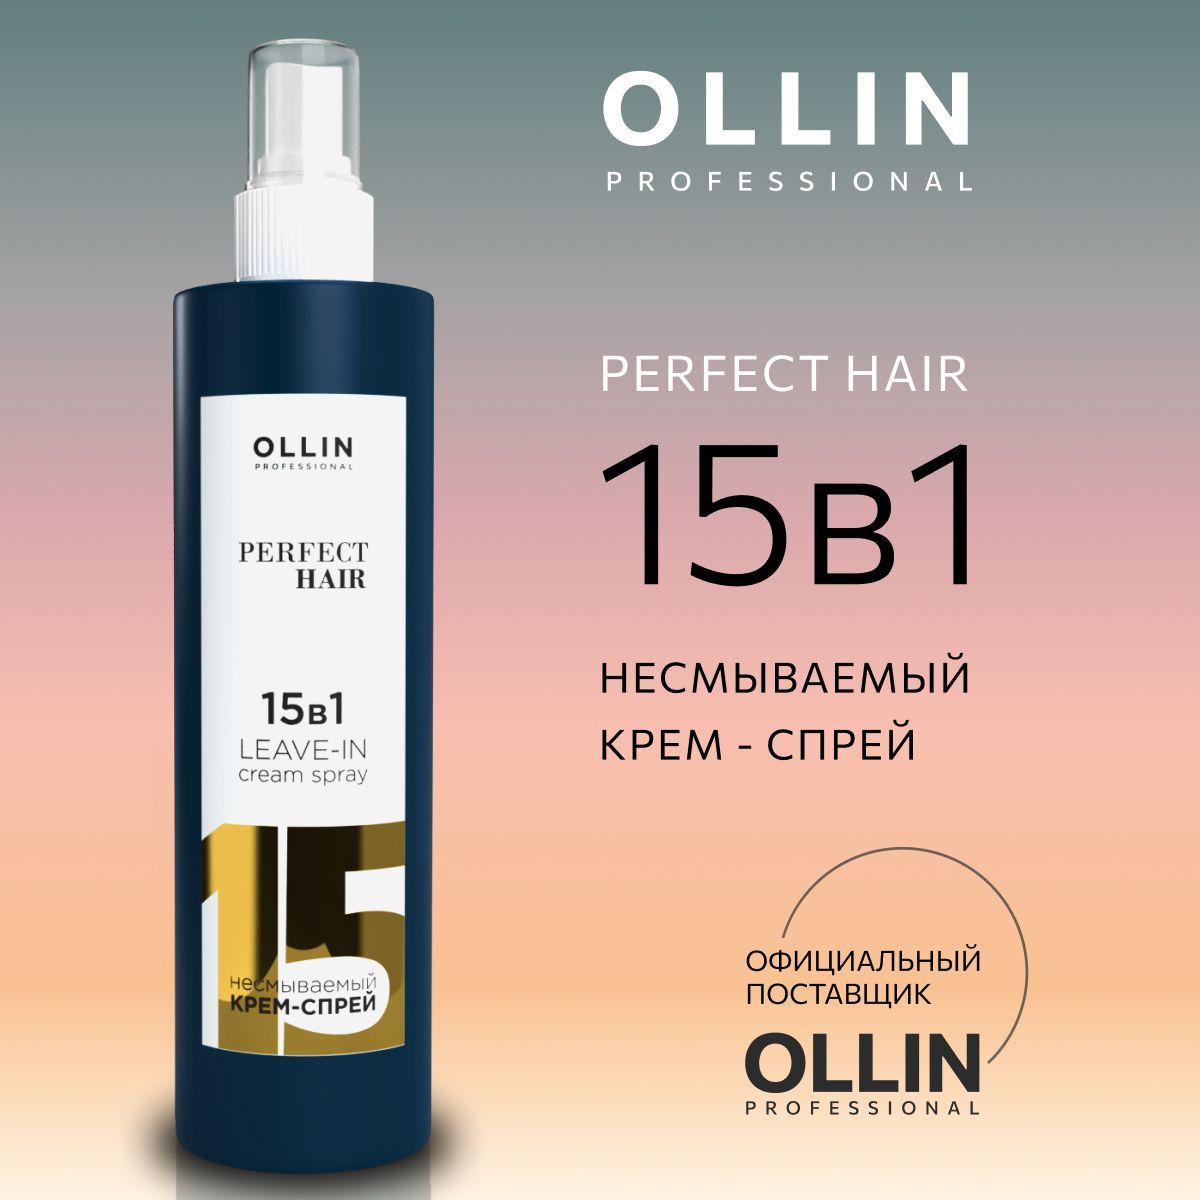 OLLIN
PROFESSIONAL
PERFECT HAIR
15в1
НЕСМЫВАЕМЫЙ
КРЕМ - СПРЕЙ
OLLIN
PROFESSIONAL
PERFECT
HAIR
15в1
LEAVE-IN
cream spray
15
несмываемый
КРЕМ-СПРЕЙ
ОФИЦИАЛЬНЫЙ
ПОСТАВЩИК
OLLIN
PROFESSIONAL